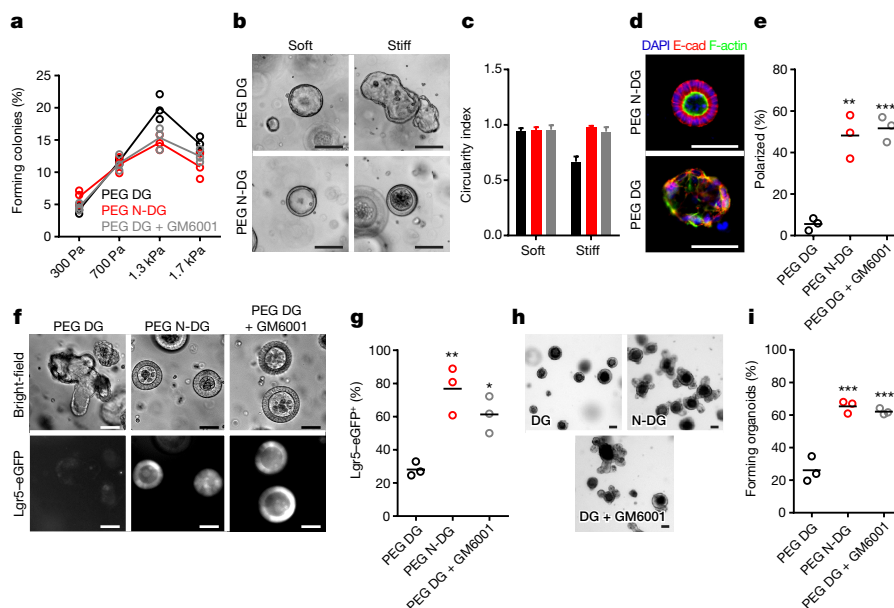 a
Forming colonies (%)
25
20
15
10
5
0
PEG DG
PEG N-DG
PEG DG + GM6001
300 Pa
700 Pa
1.3 kPa
1.7 kPa
b
Soft
Stiff
PEG DG
PEG N-DG
c
Circularity index
1.5
1.0
0.5
0.0
Soft
Stiff
d
DAPI E-cad F-actin
PEG N-DG
PEG DG
e
Polarized (%)
80
60
40
20
0
**
***
PEG DG
PEG N-DG
PEG DG + GM6001
f
PEG DG
PEG N-DG
PEG DG
+ GM6001
Bright-field
Lgr5–eGFP
g
Lgr5–eGFP+
(%)
100
80
60
40
20
0
**
*
PEG DG
PEG N-DG
PEG DG + GM6001
h
DG
N-DG
DG + GM6001
i
Forming organoids (%)
100
80
60
40
20
0
***
***
PEG DG
PEG N-DG
PEG DG + GM6001